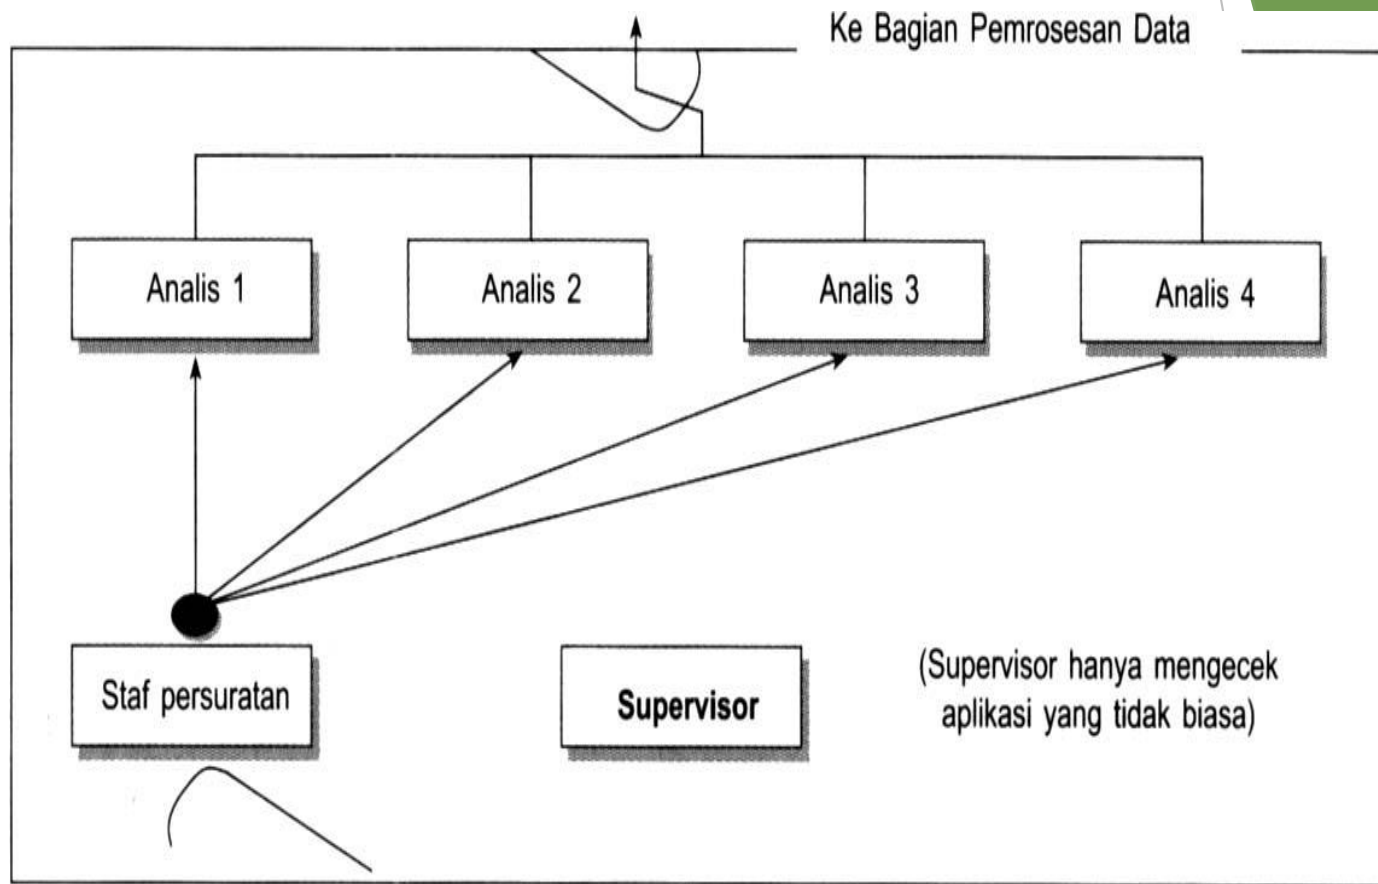 Ke Bagian Pemrosesan Data
Analis 1
Analis 2
Analis 3
Analis 4
Staf persuratan
Supervisor
(Supervisor hanya mengecek
aplikasi yang tidak biasa)